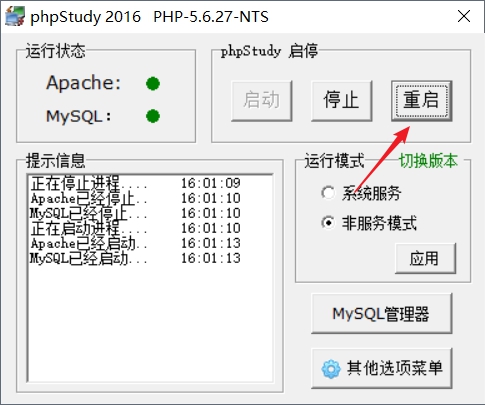 phpStudy 2016 PHP-5.6.27-NTS
运行状态
Apache:
MySQL:
phpStudy 启停
启动
停止
重启
提示信息
正在停止进程.... 16:01:09
Apache已经停止.. 16:01:10
MySQL已经停止... 16:01:10
正在启动进程.... 16:01:10
Apache已经启动.. 16:01:13
MySQL已经启动... 16:01:13
运行模式
切换版本
系统服务
非服务模式
应用
MySQL管理器
其他选项菜单